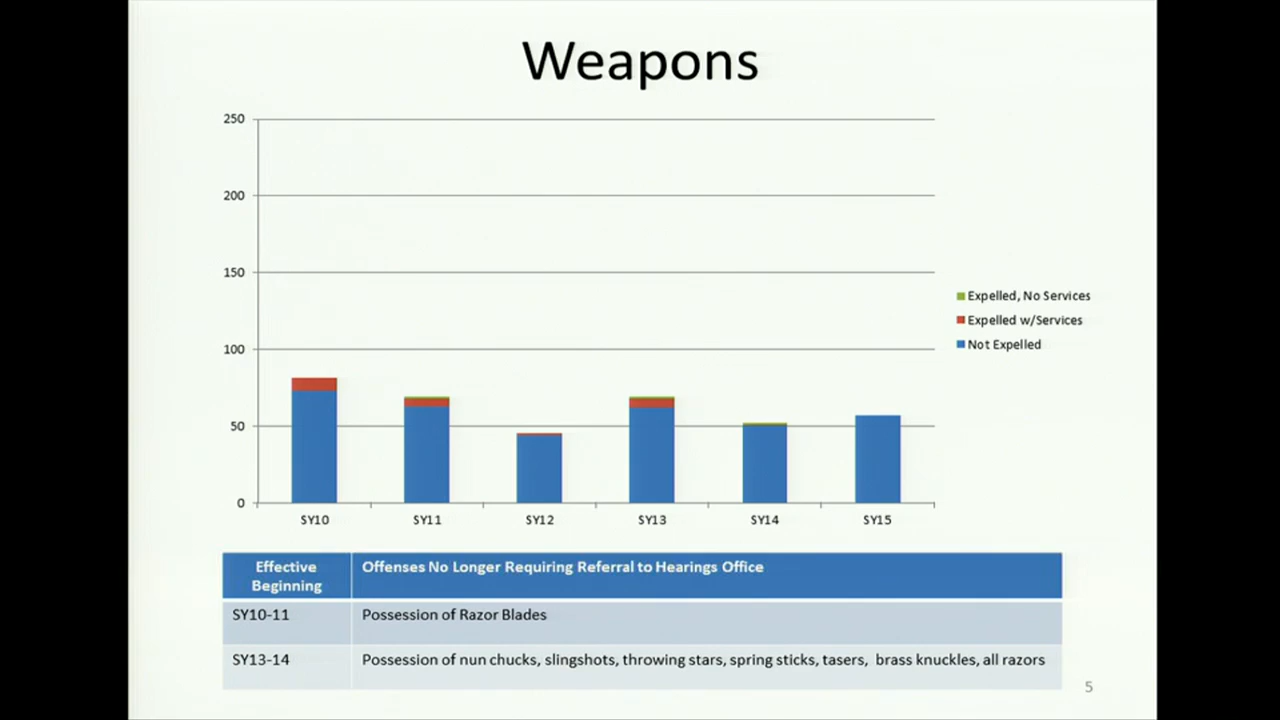 Weapons
250
200
150
100
50
0
SY10 SY11 SY12 SY13 SY14 SY15
Expelled, No Services
Expelled w/Services
Not Expelled
Effective Beginning
Offenses No Longer Requiring Referral to Hearings Office
SY10-11 Possession of Razor Blades
SY13-14 Possession of nun chucks, slingshots, throwing stars, spring sticks, tasers, brass knuckles, all razors
5